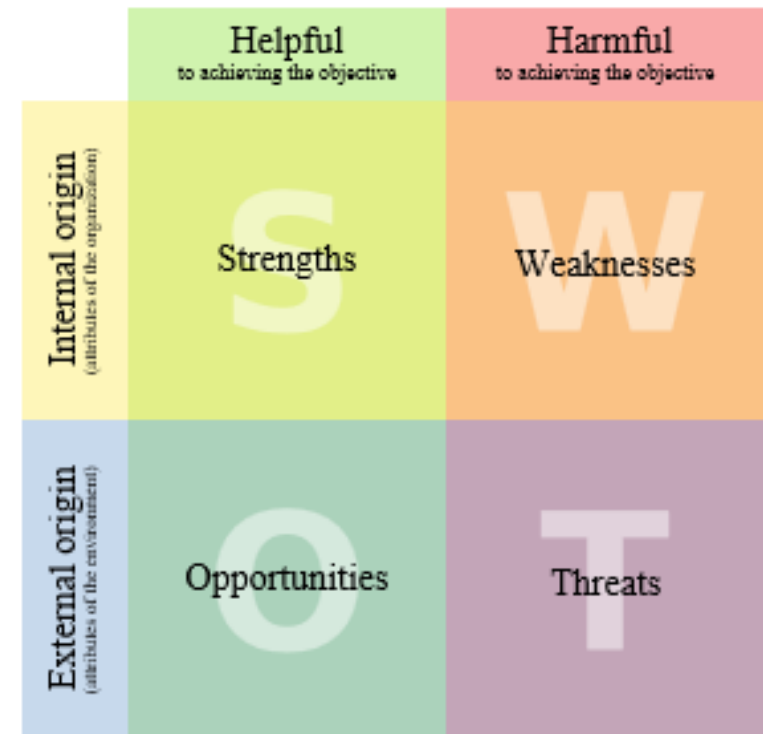 Helpful
to achieving the objective
Harmful
to achieving the objective
Internal origin
(attributes of the organization)
S
Strengths
W
Weaknesses
External origin
(attributes of the environment)
O
Opportunities
T
Threats